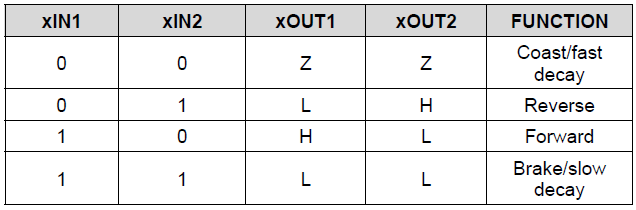 xIN1 xIN2 xOUT1 xOUT2 FUNCTION
0 0 Z Z Coast/fast
decay
0 1 L H Reverse
1 0 H L Forward
1 1 L L Brake/slow
decay